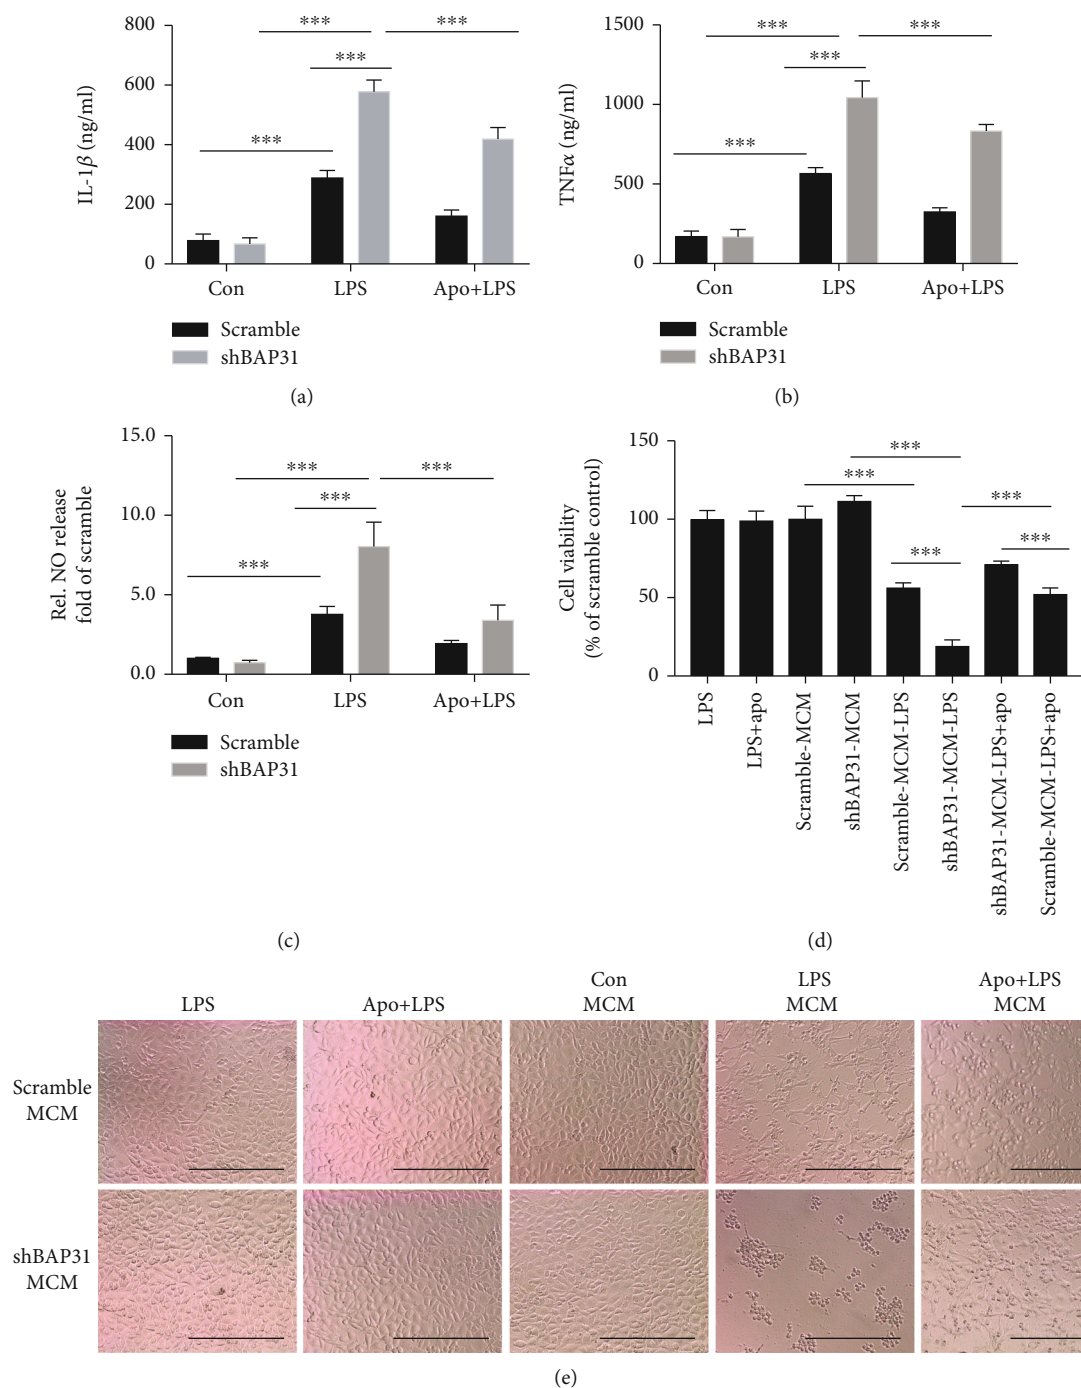 800
600
400
200
0
IL-1β (ng/ml)
***
***
***
***
Con
LPS
Apo+LPS
Scramble
shBAP31
(a)
1500
1000
500
0
TNFα (ng/ml)
***
***
***
***
Con
LPS
Apo+LPS
Scramble
shBAP31
(b)
15.0
10.0
5.0
0.0
Rel. NO release
fold of scramble
***
***
***
***
Con
LPS
Apo+LPS
Scramble
shBAP31
(c)
150
100
50
0
Cell viability
(% of scramble control)
***
***
***
***
***
LPS
LPS+apo
Scramble-MCM
shBAP31-MCM
Scramble-MCM-LPS
shBAP31-MCM-LPS
shBAP31-MCM-LPS+apo
Scramble-MCM-LPS+apo
(d)
LPS
Apo+LPS
Con
MCM
LPS
MCM
Apo+LPS
MCM
Scramble
MCM
shBAP31
MCM
(e)